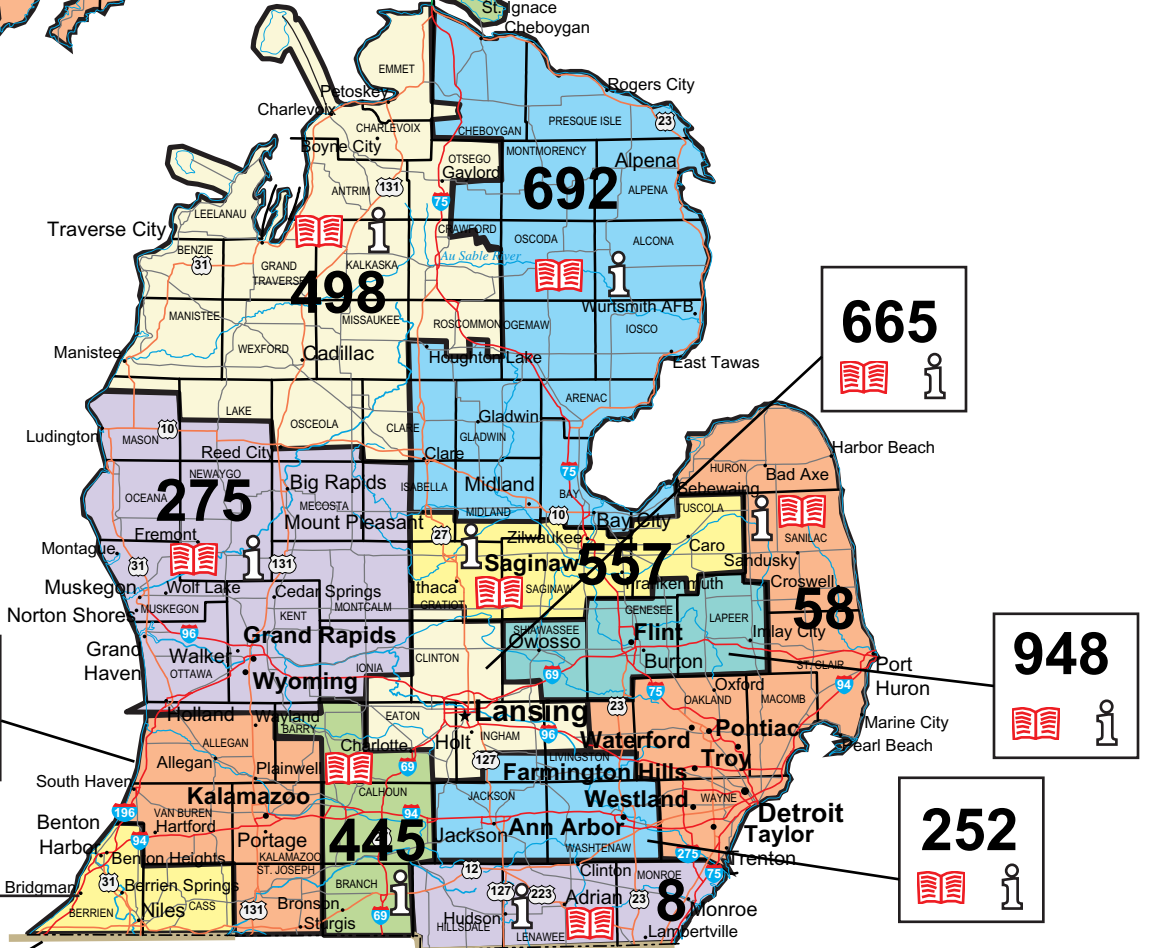 St. Ignace
Cheboygan
EMMET
Petoskey
Rogers City
Charlevoix
PRESQUE ISLE
23
CHARLEVOIX
CHEBOYGAN
Boyne City
MONTMORENCY
OTSEGO
Alpena
Gaylord
692
ANTRIM
131
ALPENA
75
LEELANAU
Traverse City
CRAWFORD
OSCODA
ALCONA
BENZIE
Au Sable River
31
GRAND
TRAVERSE
KALKASKA
498
665
Wurtsmith AFB
MANISTEE
MISSAUKEE
ROSCOMMON
OGEMAW
IOSCO
WEXFORD
Cadillac
Manistee
Houghton Lake
East Tawas
ARENAC
LAKE
Gladwin
OSCEOLA
CLARE
10
Ludington
MASON
GLADWIN
Harbor Beach
Reed City
Clare
HURON
Bad Axe
75
NEWAYGO
Big Rapids
ISABELLA
Midland
Sebewaing
OCEANA
275
MECOSTA
BAY
TUSCOLA
MIDLAND
10
Mount Pleasant
Bay City
Fremont
27
Zilwaukee
SANILAC
Montague
Caro
31
131
Saginaw
557
Sandusky
Muskegon
Wolf Lake
Cedar Springs
Ithaca
SAGINAW
Frankenmuth
Croswell
MUSKEGON
MONTCALM
GRATIOT
GENESEE
58
Norton Shores
KENT
LAPEER
96
Grand Rapids
SHIAWASSEE
Flint
Imlay City
948
Owosso
Grand
Haven
Walker
CLINTON
Burton
ST. CLAIR
Port
Huron
OTTAWA
IONIA
Wyoming
69
94
75
Oxford
OAKLAND
MACOMB
Holland
Wayland
EATON
Lansing
23
BARRY
Marine City
ALLEGAN
Charlotte
Holt
INGHAM
96
Waterford
Pontiac
Pearl Beach
Allegan
Plainwell
69
127
LIVINGSTON
Troy
Farmington Hills
South Haven
CALHOUN
252
Kalamazoo
JACKSON
Westland
WAYNE
196
VAN BUREN
94
Detroit
Benton
Harbor
Hartford
445
Jackson
Ann Arbor
Taylor
94
Portage
WASHTENAW
Benton Heights
KALAMAZOO
275
Trenton
ST. JOSEPH
12
Clinton
MONROE
75
Bridgman
31
Berrien Springs
BRANCH
127
223
Adrian
23
8
CASS
Bronson
Monroe
BERRIEN
Niles
131
69
Hudson
Sturgis
HILLSDALE
LENAWEE
Lambertville